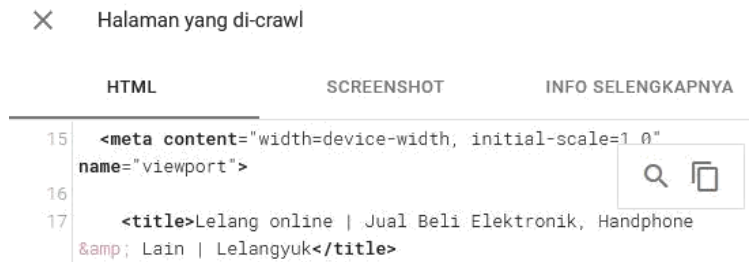 Halaman yang di-crawl
HTML SCREENSHOT INFO SELENGKAPNYA
15 <meta content="width=device-width, initial-scale=1.0"
name="viewport">
16
17 <title>Lelang online | Jual Beli Elektronik, Handphone
&amp; Lain | Lelangyuk</title>